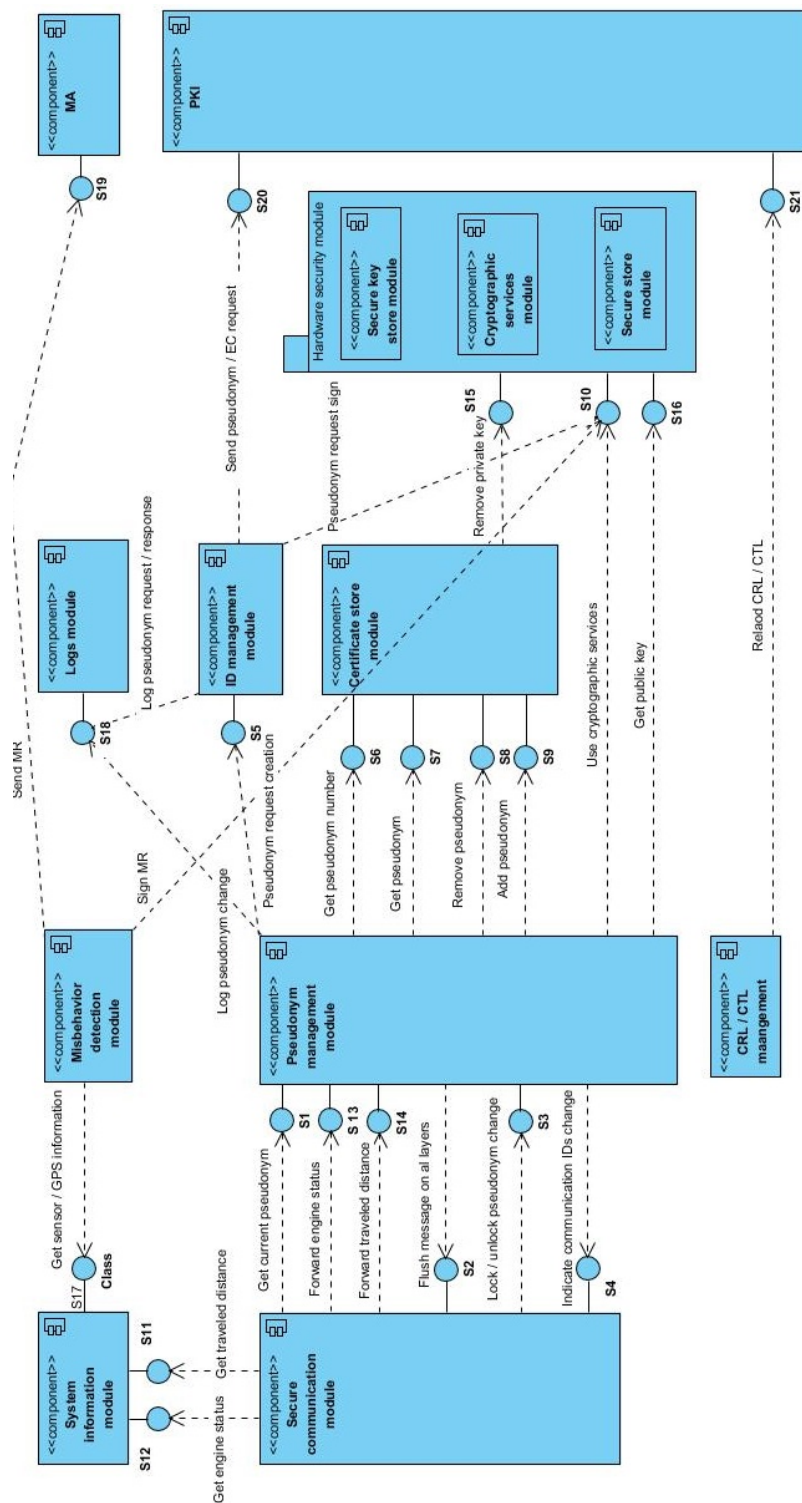 <<component>>
System
information
module
S12
S11
S17
Class
Get engine status
Get traveled distance
Get sensor / GPS information
<<component>>
Misbehavior
detection
module
Send MR
Sign MR
<<component>>
Logs module
S18
Log pseudonym request / response
<<component>>
MA
S19
<<component>>
Secure
communication
module
Get current pseudonym
S1
Forward engine status
S 13
Forward traveled distance
S14
Flush message on al layers
S2
Lock / unlock pseudonym change
S3
Indicate communication IDs change
S4
<<component>>
Pseudonym
management
module
Log pseudonym change
Pseudonym request creation
S5
<<component>>
ID management
module
Send pseudonym / EC request
S20
<<component>>
PKI
Pseudonym request sign
Get pseudonym number
S6
Get pseudonym
S7
Remove pseudonym
S8
Add pseudonym
S9
<<component>>
Certificate store
module
Remove private key
S15
Hardware security module
<<component>>
Secure key
store module
<<component>>
Cryptographic
services
module
<<component>>
Secure store
module
Use cryptographic services
S10
Get public key
S16
<<component>>
CRL / CTL
maangement
Relaod CRL / CTL
S21